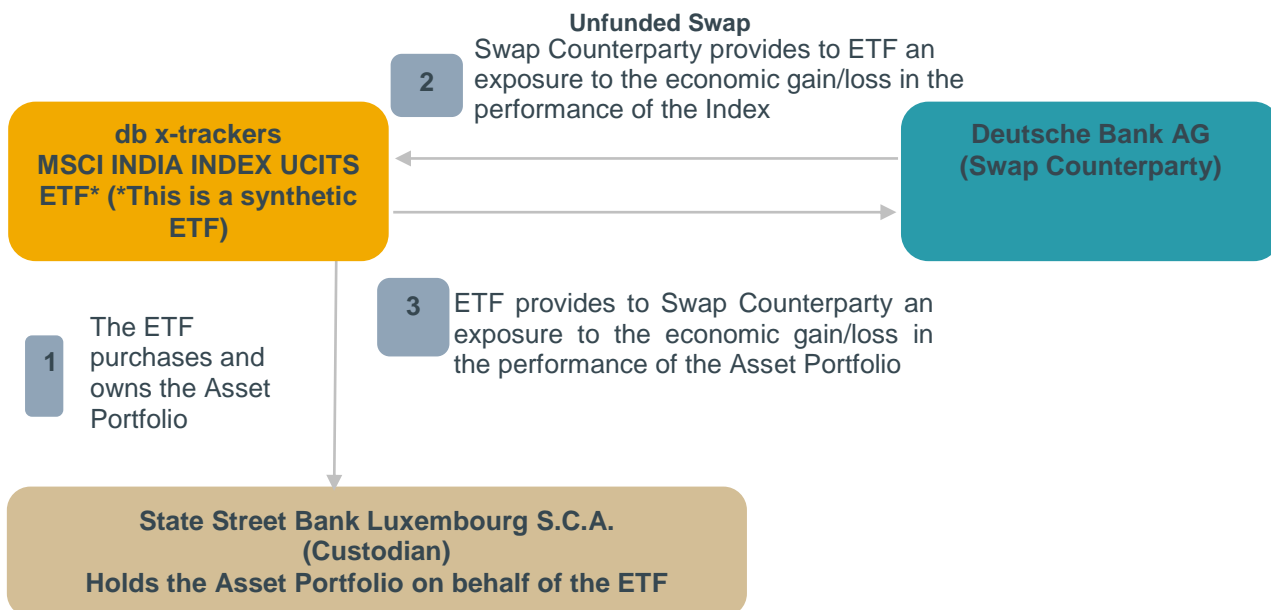 Unfunded Swap
2
Swap Counterparty provides to ETF an
exposure to the economic gain/loss in the
performance of the Index
db x-trackers
MSCI INDIA INDEX UCITS
ETF* (*This is a synthetic
ETF)
Deutsche Bank AG
(Swap Counterparty)
3
ETF provides to Swap Counterparty an
exposure to the economic gain/loss in
the performance of the Asset Portfolio
1
The ETF
purchases and
owns the Asset
Portfolio
State Street Bank Luxembourg S.C.A.
(Custodian)
Holds the Asset Portfolio on behalf of the ETF